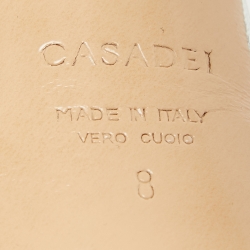 CASADEI
MADE IN ITALY
VERO CUOIO
8